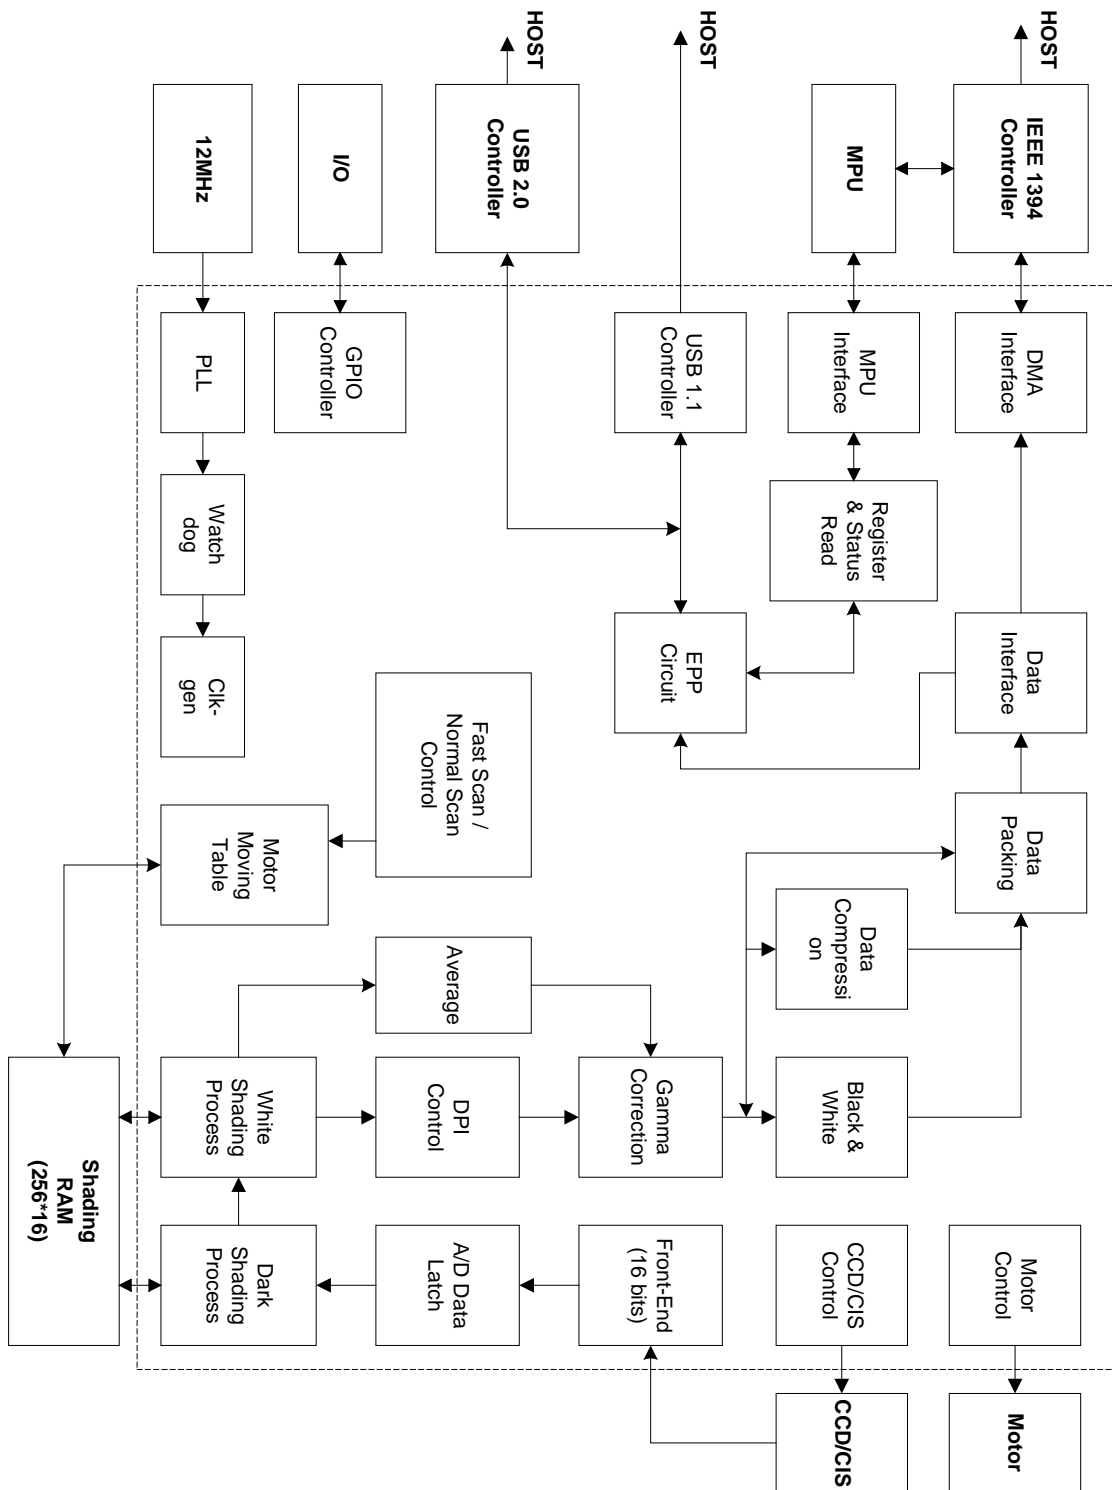 HOST
IEEE 1394
Controller
DMA
Interface
Data
Interface
Data
Packing
Motor
Control
Motor
MPU
MPU
Interface
Register
& Status
Read
Data
Compressi
on
Black &
White
CCD/CIS
Control
CCD/CIS
HOST
USB 1.1
Controller
EPP
Circuit
Gamma
Correction
Front-End
(16 bits)
HOST
USB 2.0
Controller
Fast Scan /
Normal Scan
Control
Average
DPI
Control
A/D Data
Latch
I/O
GPIO
Controller
12MHz
PLL
Watch
dog
Clk-
gen
Motor
Moving
Table
White
Shading
Process
Dark
Shading
Process
Shading
RAM
(256*16)